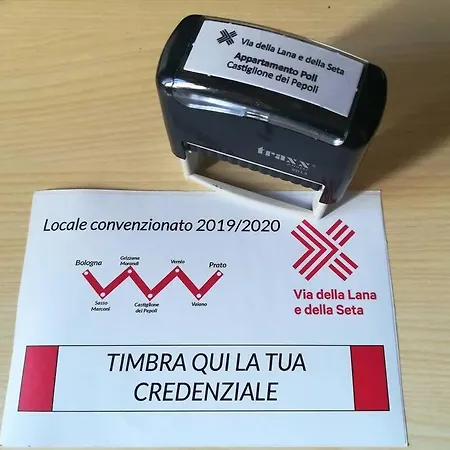 Via della Lana e della Seta
Appartamento Poli
Castiglione dei Pepoli
traxx
Locale convenzionato 2019/2020
Bologna
Grizzana
Morandi
Vernio
Prato
Sasso
Marconi
Castiglione
dei Pepoli
Vaiano
Via della Lana
e della Seta
TIMBRA QUI LA TUA
CREDENZIALE